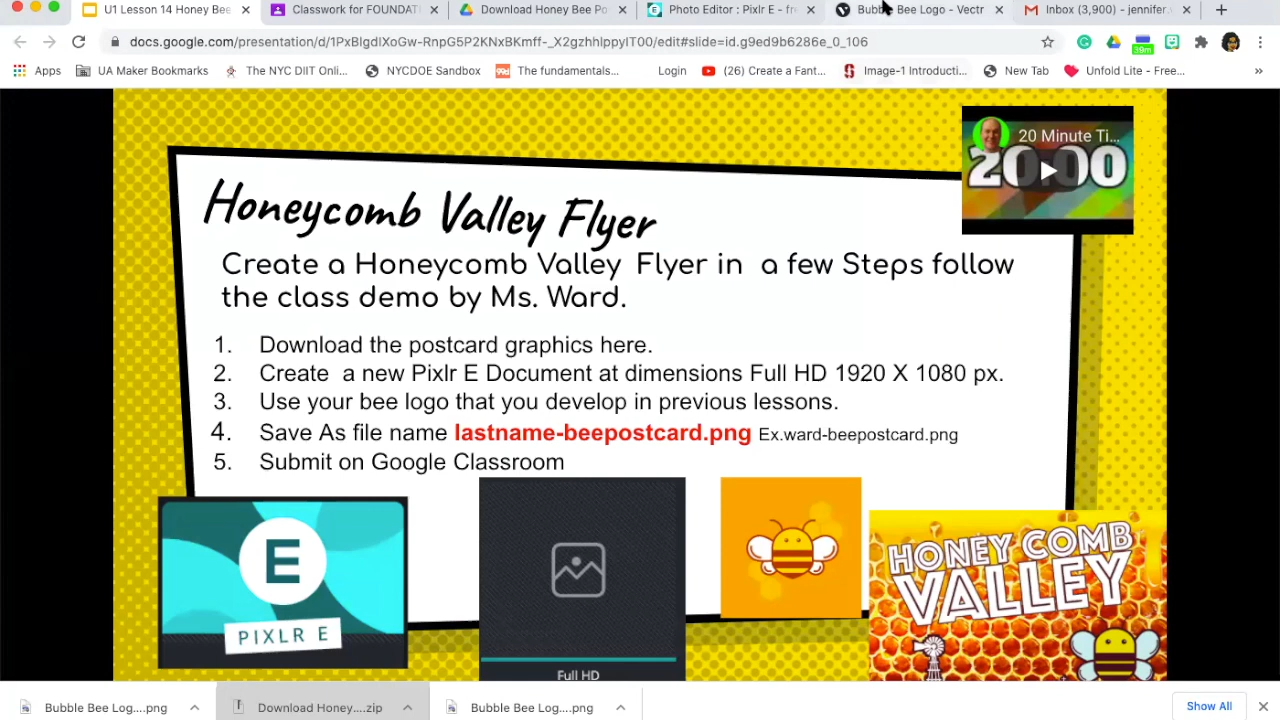 U1 Lesson 14 Honey Bee
Classwork for FOUNDAT
Download Honey Bee Po
Photo Editor : Pixlr E - fre
Bubble Bee Logo - Vectr
Inbox (3,900) - jennifer.
docs.google.com/presentation/d/1PxBlgdlXoGw-RmG5P2KNxBKmff-_X2gzhhlppyIT00/edit#slide=id.g9ed9b6286e_0_106
39m
Apps
UA Maker Bookmarks
The NYC DIIT Onli...
NYCDOE Sandbox
The fundamentals...
Login
(26) Create a Fant...
Image-1 Introducti...
New Tab
Unfold Lite - Free...
20 Minute Ti...
20:00
Honeycomb Valley Flyer
Create a Honeycomb Valley Flyer in a few Steps follow
the class demo by Ms. Ward.
1. Download the postcard graphics here.
2. Create a new Pixlr E Document at dimensions Full HD 1920 X 1080 px.
3. Use your bee logo that you develop in previous lessons.
4. Save As file name lastname-beepostcard.png Ex.ward-beepostcard.png
5. Submit on Google Classroom
E
PIXLR E
Full HD
HONEY COMB
VALLEY
Bubble Bee Log....png
Download Honey....zip
Bubble Bee Log....png
Show All